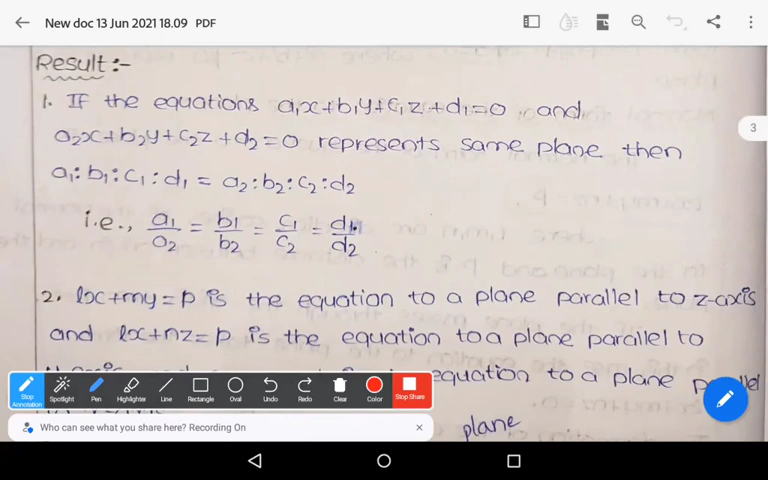 New doc 13 Jun 2021 18.09 PDF
Result:-
1. IF the equations a₁x+b₁y+c₁z+d₁=0 and
3
a₂x+b₂y+c₂z+d₂=0 represents same plane then
a₁:b₁:c₁:d₁ = a₂:b₂:c₂:d₂
i.e., a₁/a₂ = b₁/b₂ = c₁/c₂ = d₁/d₂
2. lx+my=p is the equation to a plane parallel to z-axis
and lx+nz=p is the equation to a plane parallel to
equation to a plane parallel
Stop Annotation Spotlight Pen Highlighter Line Rectangle Oval Undo Redo Clear Color Stop Share
Who can see what you share here? Recording On
plane